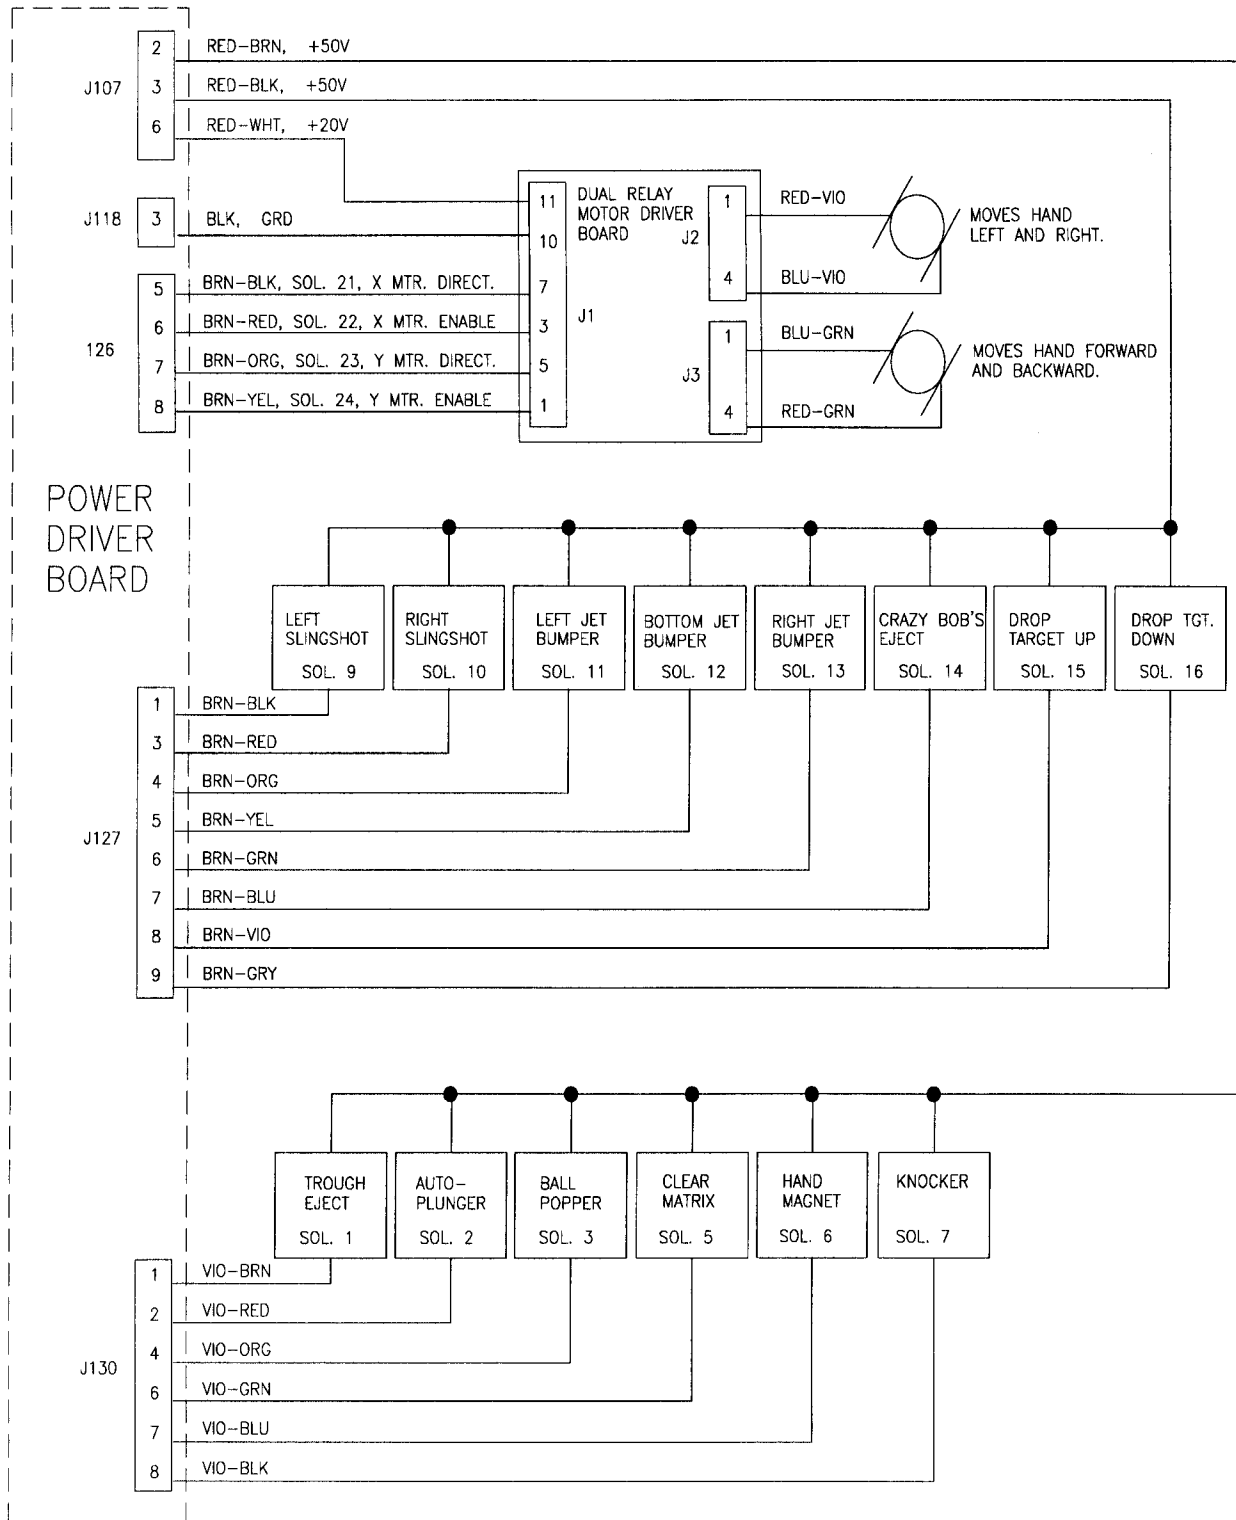 2 RED-BRN, +50V
J107 3 RED-BLK, +50V
6 RED-WHT, +20V
J118 3 BLK, GRD
126
5 BRN-BLK, SOL. 21, X MTR. DIRECT.
6 BRN-RED, SOL. 22, X MTR. ENABLE
7 BRN-ORG, SOL. 23, Y MTR. DIRECT.
8 BRN-YEL, SOL. 24, Y MTR. ENABLE
11
10
7
3
5
1
J1
DUAL RELAY
MOTOR DRIVER
BOARD
J2
1 RED-VIO
4 BLU-VIO
MOVES HAND
LEFT AND RIGHT.
J3
1 BLU-GRN
4 RED-GRN
MOVES HAND FORWARD
AND BACKWARD.
POWER
DRIVER
BOARD
LEFT
SLINGSHOT
SOL. 9
RIGHT
SLINGSHOT
SOL. 10
LEFT JET
BUMPER
SOL. 11
BOTTOM JET
BUMPER
SOL. 12
RIGHT JET
BUMPER
SOL. 13
CRAZY BOB'S
EJECT
SOL. 14
DROP
TARGET UP
SOL. 15
DROP TGT.
DOWN
SOL. 16
J127
1 BRN-BLK
3 BRN-RED
4 BRN-ORG
5 BRN-YEL
6 BRN-GRN
7 BRN-BLU
8 BRN-VIO
9 BRN-GRY
TROUGH
EJECT
SOL. 1
AUTO-
PLUNGER
SOL. 2
BALL
POPPER
SOL. 3
CLEAR
MATRIX
SOL. 5
HAND
MAGNET
SOL. 6
KNOCKER
SOL. 7
J130
1 VIO-BRN
2 VIO-RED
4 VIO-ORG
6 VIO-GRN
7 VIO-BLU
8 VIO-BLK